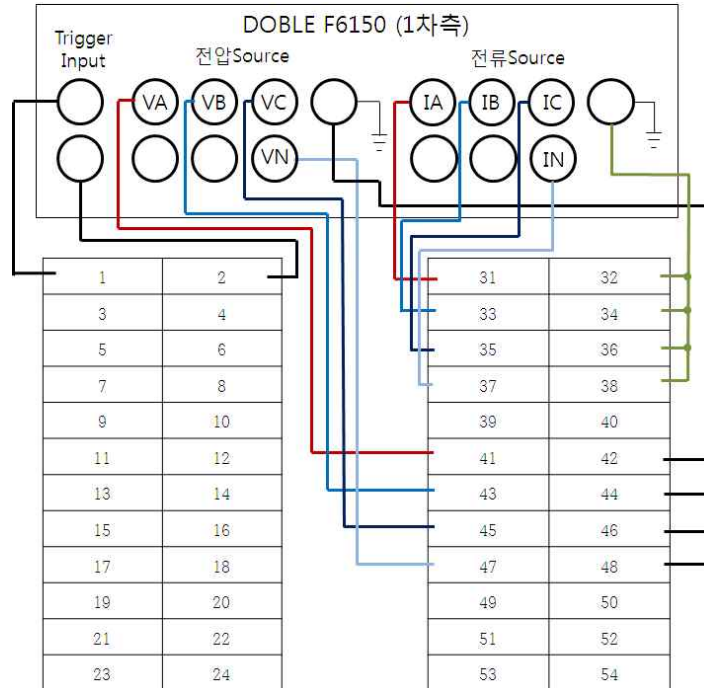 DOBLE F6150 (1차측)
Trigger
Input
전압Source
전류Source
VA VB VC IA IB IC
VN IN
1 2 31 32
3 4 33 34
5 6 35 36
7 8 37 38
9 10 39 40
11 12 41 42
13 14 43 44
15 16 45 46
17 18 47 48
19 20 49 50
21 22 51 52
23 24 53 54